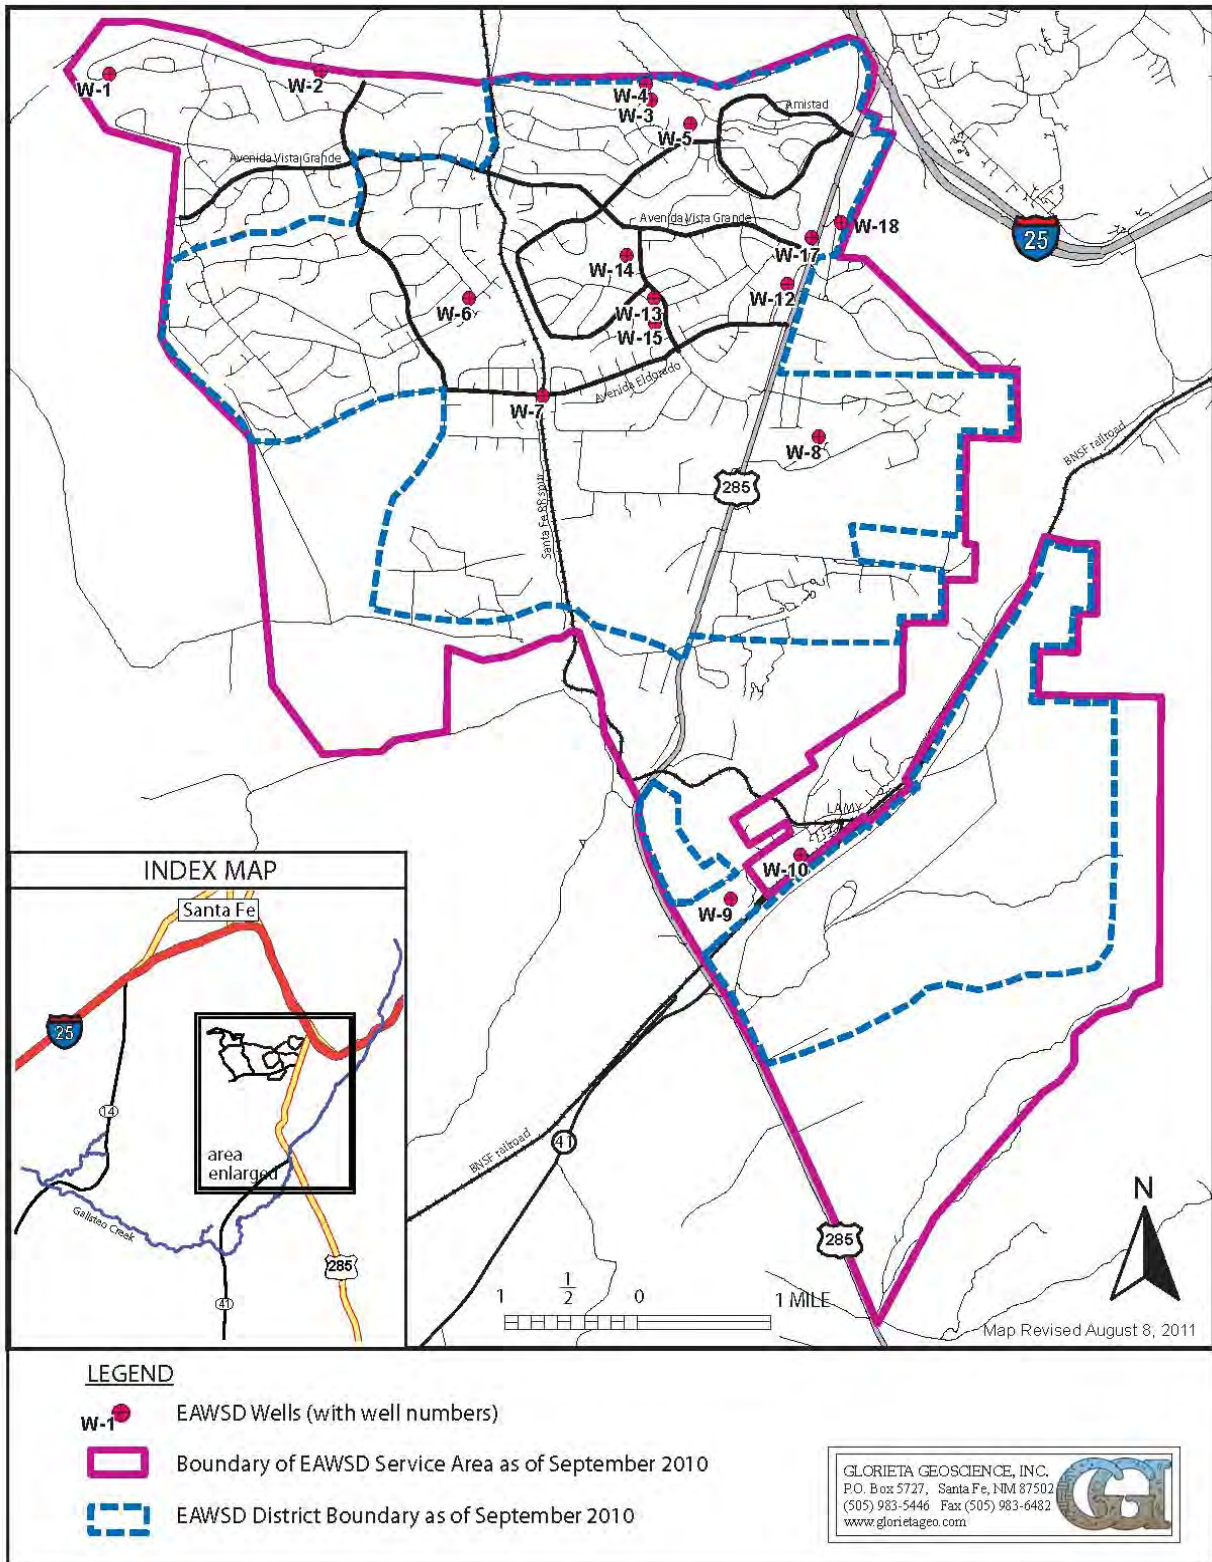 W-1
W-2
W-4
W-3
W-5
Amistad
Avenida Vista Grande
Avenida Vista Grande
W-18
W-17
25
W-14
W-12
W-6
W-13
W-15
Avenida Eldorado
W-7
BNSF railroad
W-8
285
Santa Fe RR spur
LAMY
W-10
W-9
INDEX MAP
Santa Fe
25
14
area
enlarged
Galisteo Creek
285
41
BNSF railroad
41
285
N
1 1/2 0 1 MILE
Map Revised August 8, 2011
LEGEND
W-1 EAWSD Wells (with well numbers)
Boundary of EAWSD Service Area as of September 2010
EAWSD District Boundary as of September 2010
GLORIETA GEOSCIENCE, INC.
P.O. Box 5727, Santa Fe, NM 87502
(505) 983-5446 Fax (505) 983-6482
www.glorietageo.com
GGI